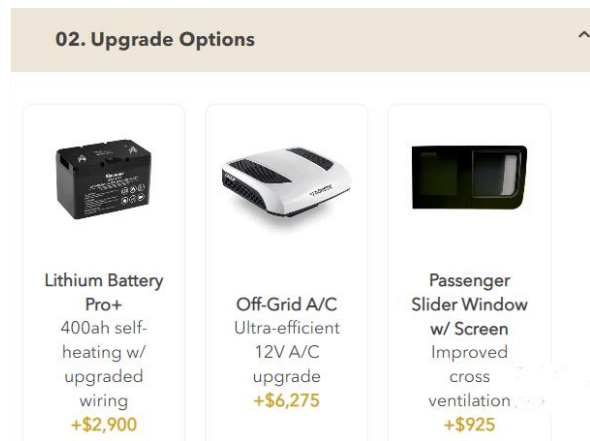 02. Upgrade Options
Lithium Battery
Pro+
400ah self-
heating w/
upgraded
wiring
+$2,900
Off-Grid A/C
Ultra-efficient
12V A/C
upgrade
+$6,275
Passenger
Slider Window
w/ Screen
Improved
cross
ventilation
+$925